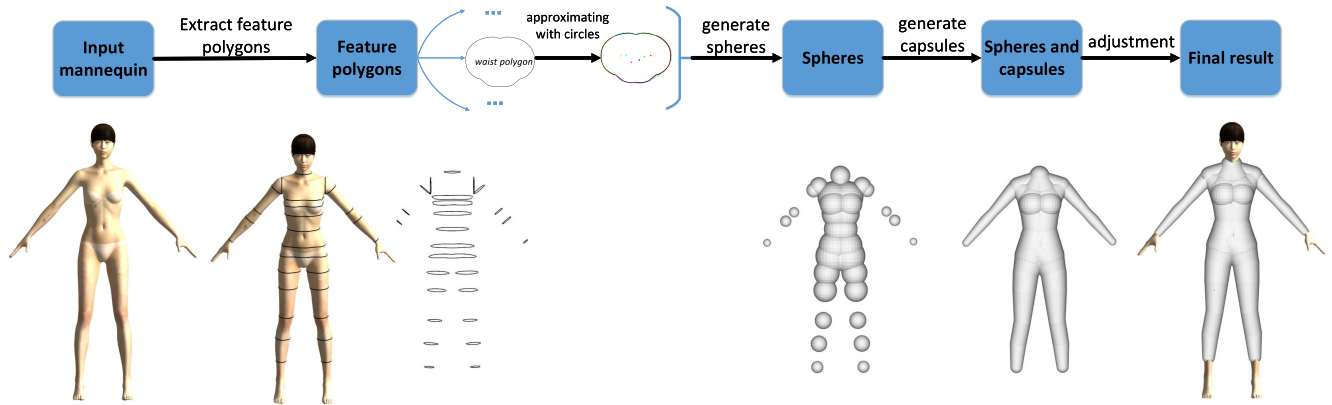 Input
mannequin
Extract feature
polygons
Feature
polygons
waist polygon
approximating
with circles
generate
spheres
Spheres
generate
capsules
Spheres and
capsules
adjustment
Final result